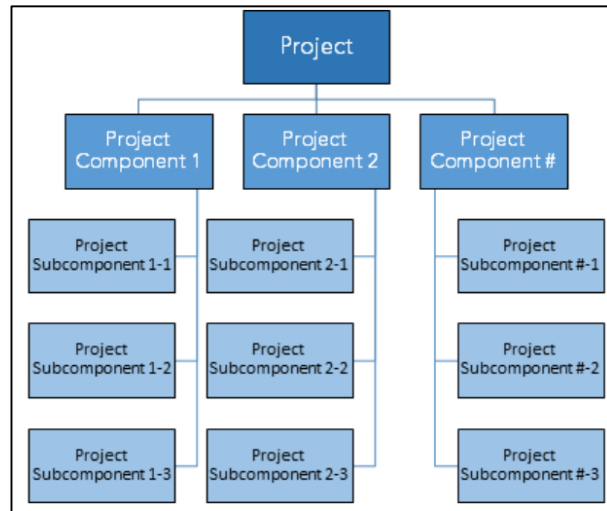 Project
Project
Component 1
Project
Component 2
Project
Component #
Project
Subcomponent 1-1
Project
Subcomponent 2-1
Project
Subcomponent #-1
Project
Subcomponent 1-2
Project
Subcomponent 2-2
Project
Subcomponent #-2
Project
Subcomponent 1-3
Project
Subcomponent 2-3
Project
Subcomponent #-3